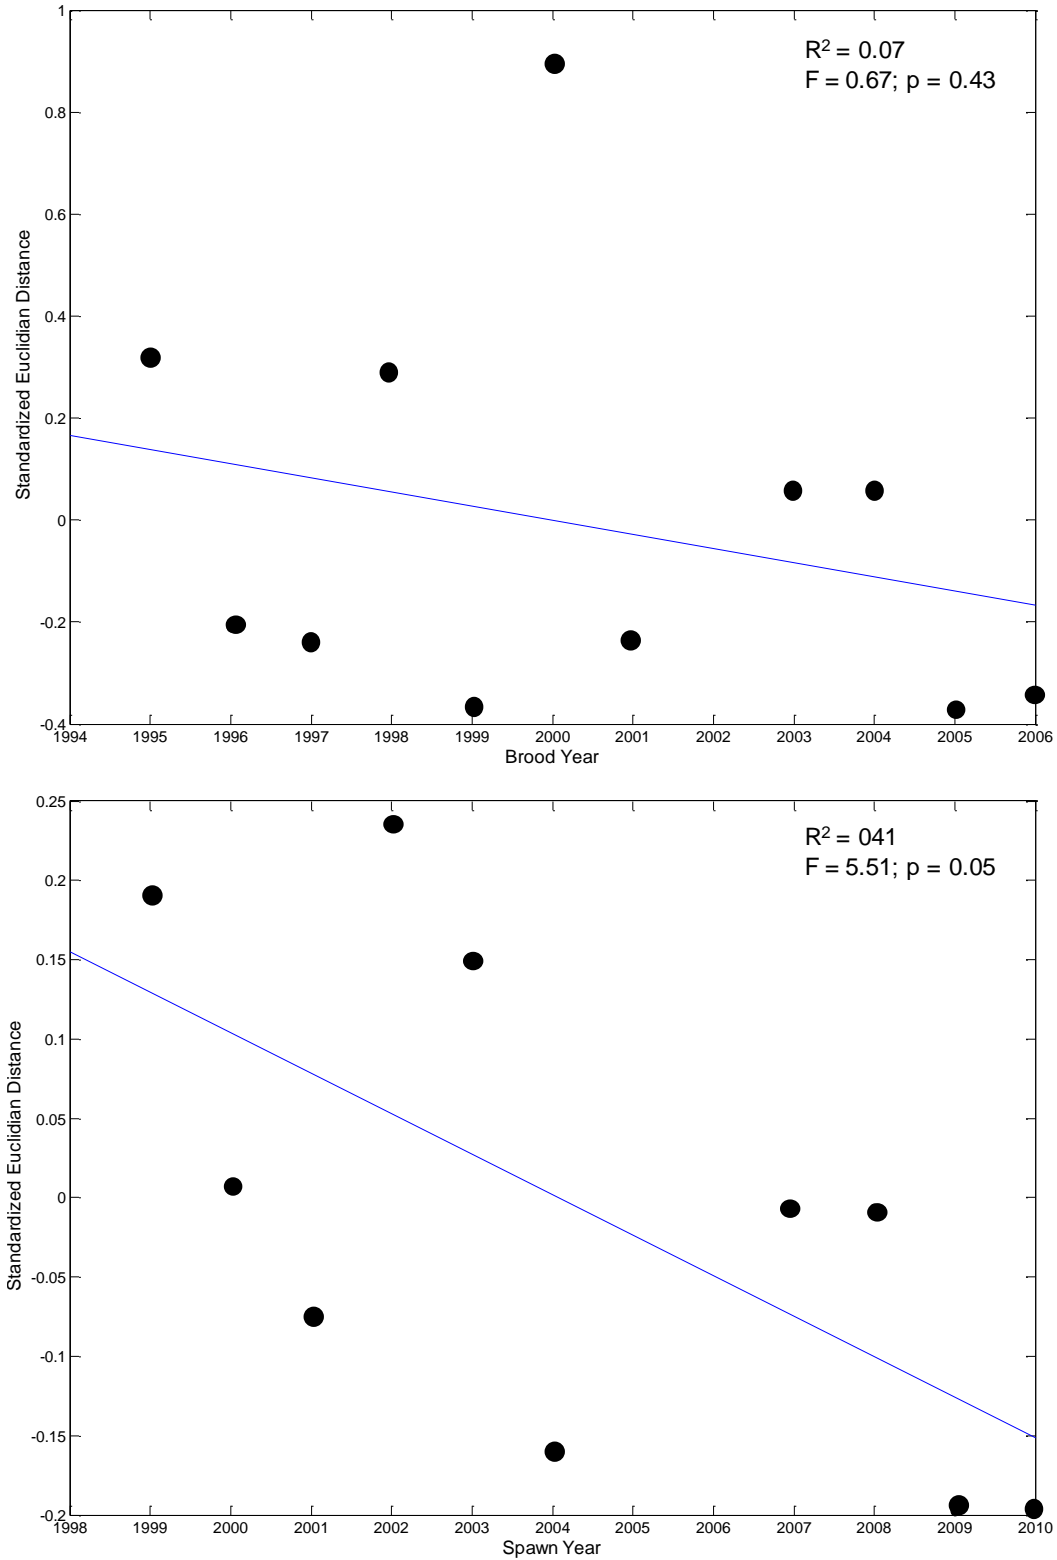 1
0.8
0.6
0.4
0.2
0
-0.2
-0.4
Standardized Euclidian Distance
R² = 0.07
F = 0.67; p = 0.43
1994 1995 1996 1997 1998 1999 2000 2001 2002 2003 2004 2005 2006
Brood Year
0.25
0.2
0.15
0.1
0.05
0
-0.05
-0.1
-0.15
-0.2
Standardized Euclidian Distance
R² = 041
F = 5.51; p = 0.05
1998 1999 2000 2001 2002 2003 2004 2005 2006 2007 2008 2009 2010
Spawn Year